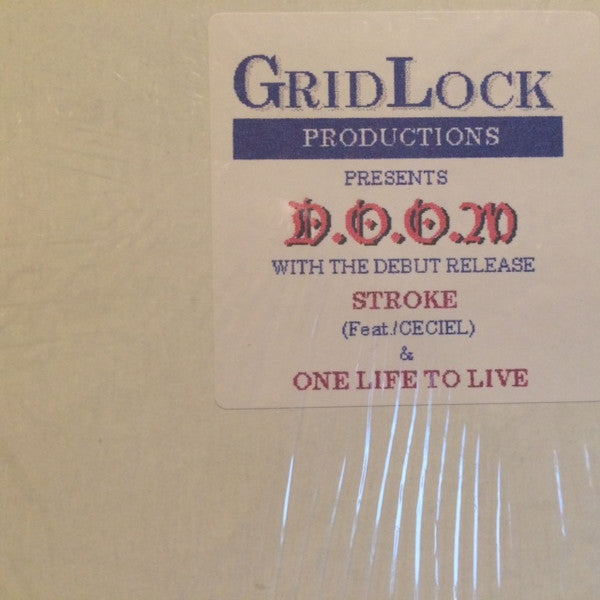 GRIDLOCK
PRODUCTIONS
PRESENTS
D.O.O.M
WITH THE DEBUT RELEASE
STROKE
(Feat./CECIEL)
&
ONE LIFE TO LIVE